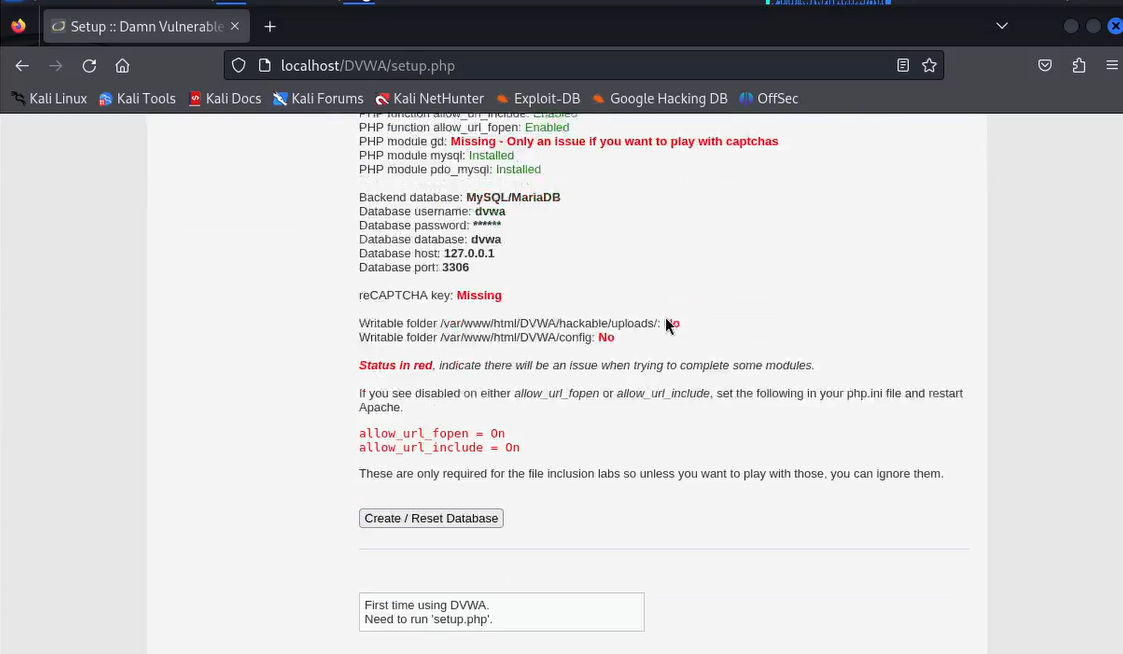 Setup :: Damn Vulnerable
localhost/DVWA/setup.php
Kali Linux Kali Tools Kali Docs Kali Forums Kali NetHunter Exploit-DB Google Hacking DB OffSec
PHP function allow_url_include: Enabled
PHP function allow_url_fopen: Enabled
PHP module gd: Missing - Only an issue if you want to play with captchas
PHP module mysql: Installed
PHP module pdo_mysql: Installed
Backend database: MySQL/MariaDB
Database username: dvwa
Database password: ******
Database database: dvwa
Database host: 127.0.0.1
Database port: 3306
reCAPTCHA key: Missing
Writable folder /var/www/html/DVWA/hackable/uploads/: No
Writable folder /var/www/html/DVWA/config: No
Status in red, indicate there will be an issue when trying to complete some modules.
If you see disabled on either allow_url_fopen or allow_url_include, set the following in your php.ini file and restart
Apache.
allow_url_fopen = On
allow_url_include = On
These are only required for the file inclusion labs so unless you want to play with those, you can ignore them.
Create / Reset Database
First time using DVWA.
Need to run 'setup.php'.